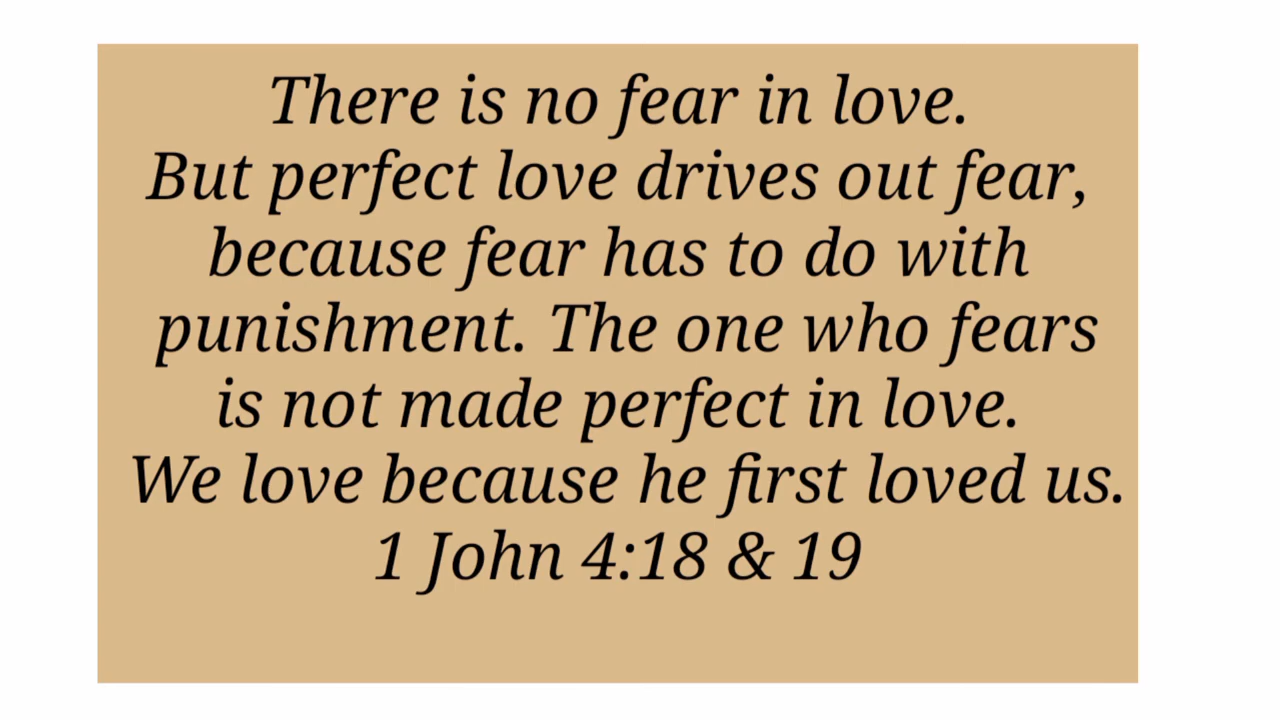 There is no fear in love.
But perfect love drives out fear,
because fear has to do with
punishment. The one who fears
is not made perfect in love.
We love because he first loved us.
1 John 4:18 & 19